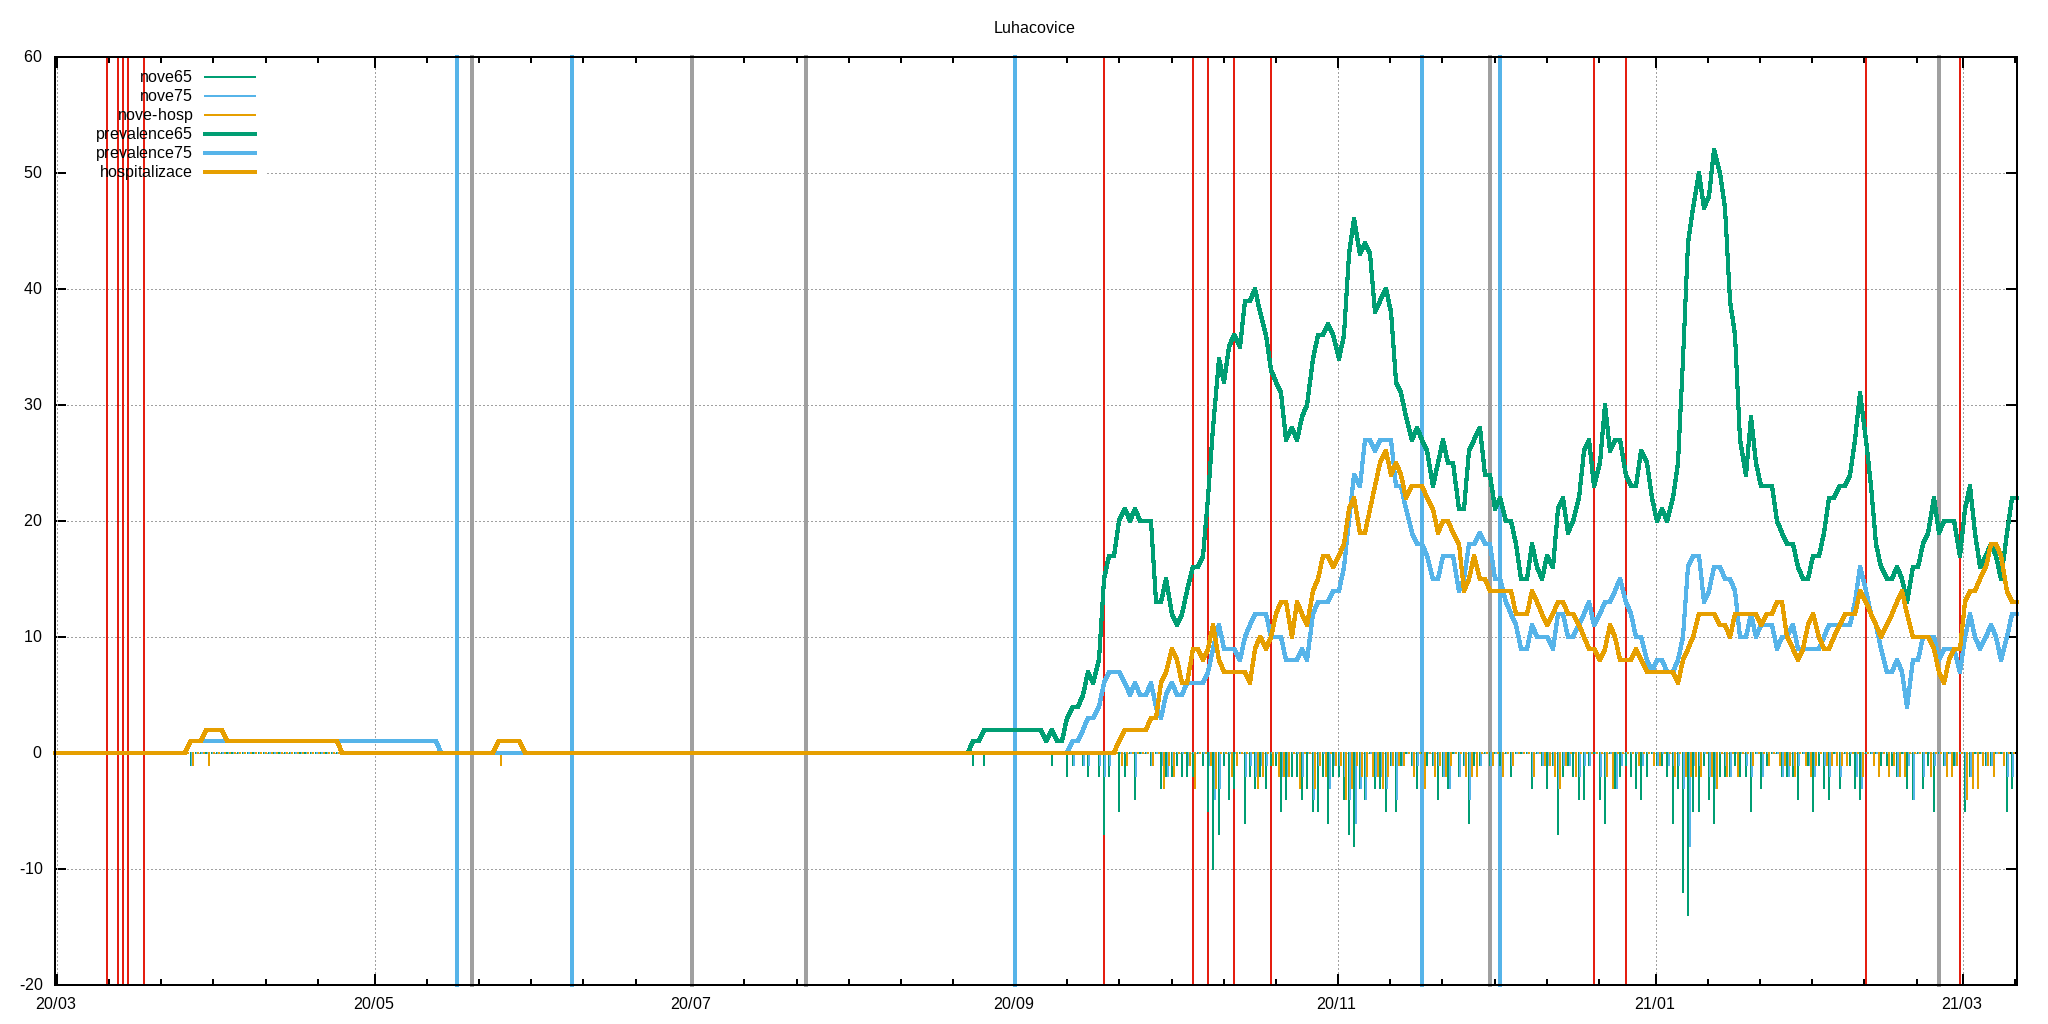 Luhacovice
60
nove65
nove75
nove-hosp
prevalence65
prevalence75
hospitalizace
50
40
30
20
10
0
-10
-20
20/03 20/05 20/07 20/09 20/11 21/01 21/03